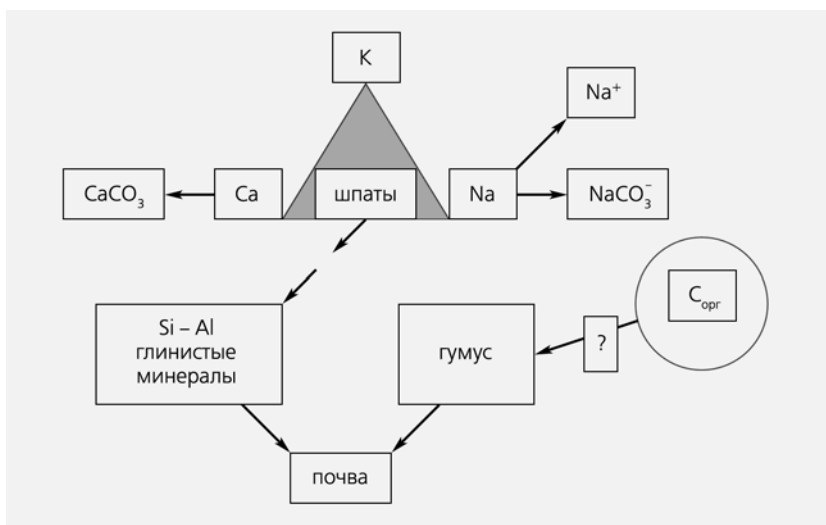 K
Na⁺
CaCO₃
Ca
шпаты
Na
NaCO₃⁻
Cорг
Si – Al
глинистые
минералы
гумус
?
почва